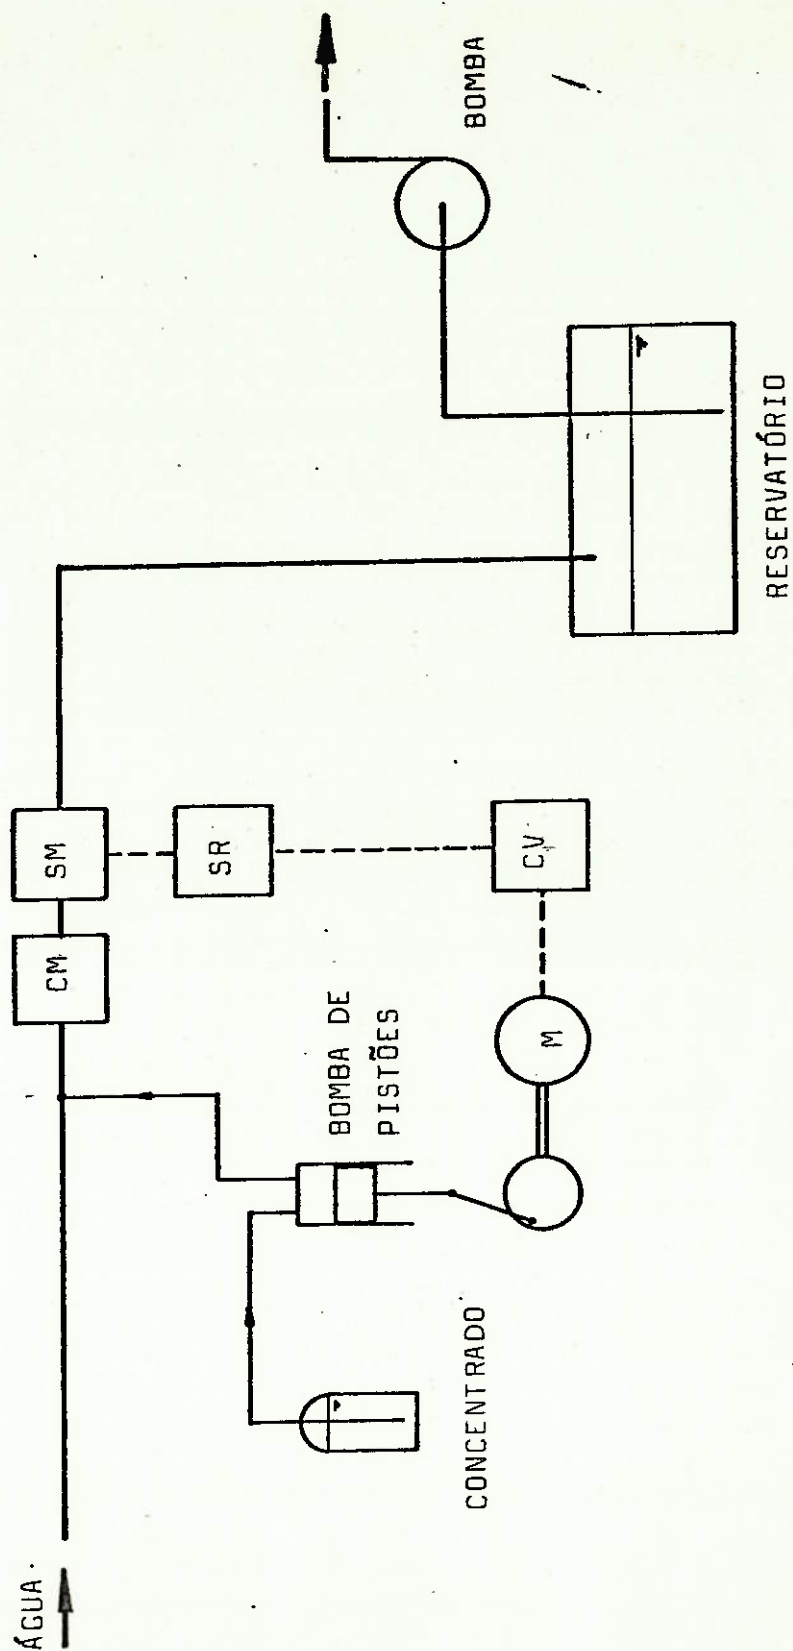 ÁGUA
CM
SM
SR
CV
M
BOMBA DE
PISTÕES
CONCENTRADO
RESERVATÓRIO
BOMBA